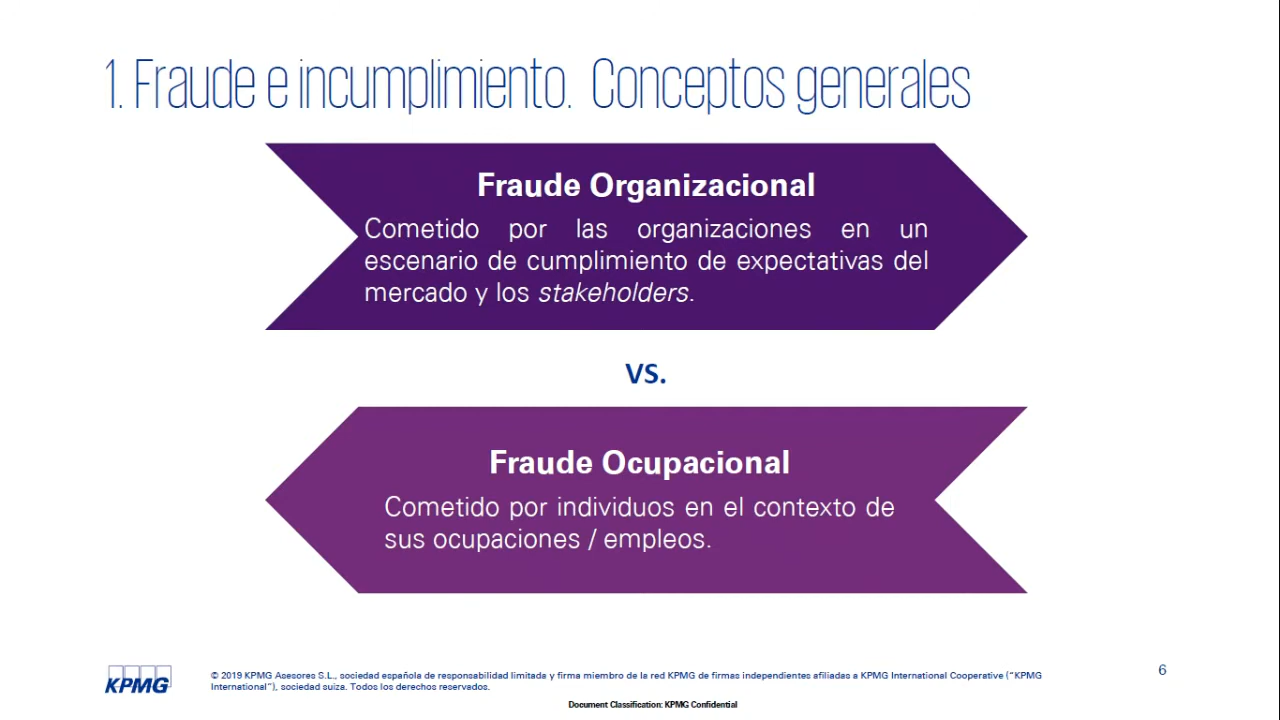 1. Fraude e incumplimiento. Conceptos generales
Fraude Organizacional
Cometido por las organizaciones en un
escenario de cumplimiento de expectativas del
mercado y los stakeholders.
VS.
Fraude Ocupacional
Cometido por individuos en el contexto de
sus ocupaciones / empleos.
KPMG
© 2019 KPMG Asesores S.L., sociedad española de responsabilidad limitada y firma miembro de la red KPMG de firmas independientes afiliadas a KPMG International Cooperative (“KPMG
International”), sociedad suiza. Todos los derechos reservados.
6
Document Classification: KPMG Confidential